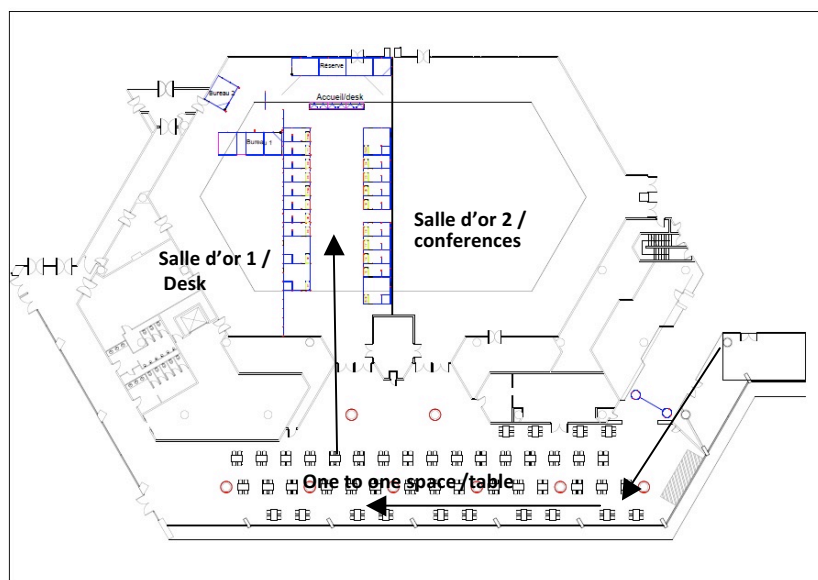 Réserve
Bureau 2
Accueil/desk
Bureau 1
Salle d’or 2 /
conferences
Salle d’or 1 /
Desk
One to one space /table